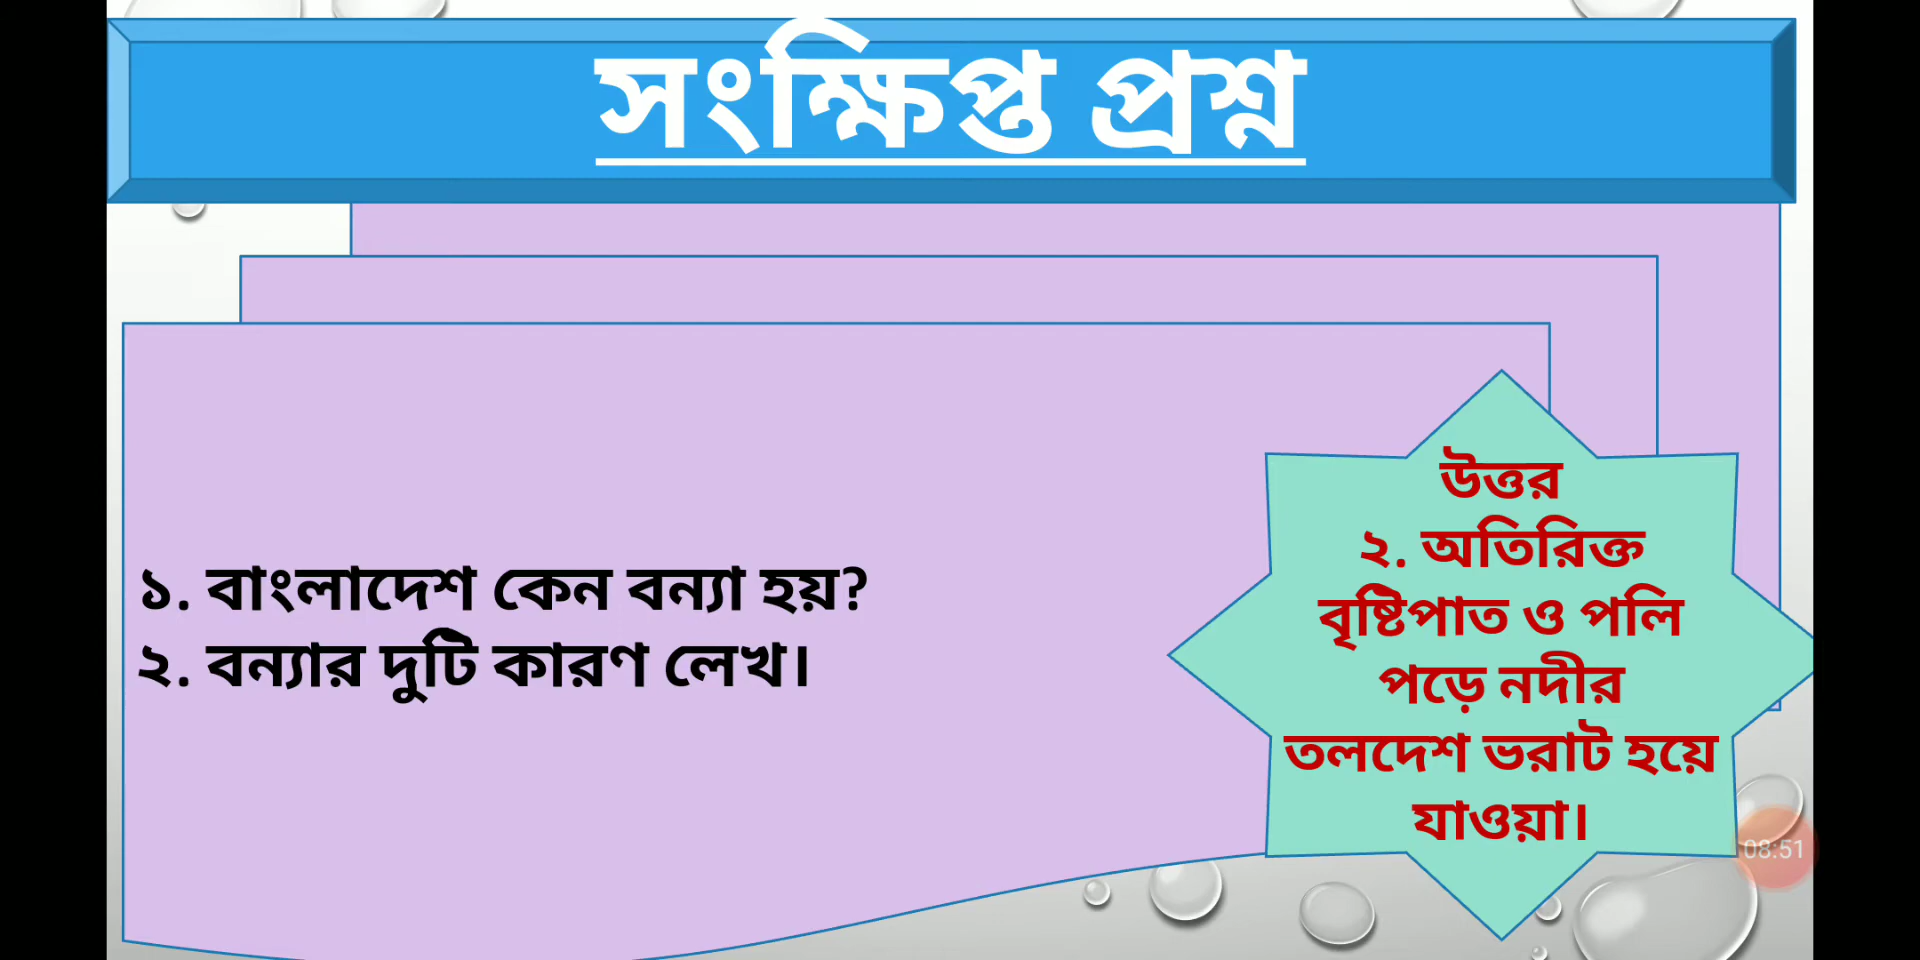 সংক্ষিপ্ত প্রশ্ন
১. বাংলাদেশ কেন বন্যা হয়?
২. বন্যার দুটি কারণ লেখ।
উত্তর
২. অতিরিক্ত
বৃষ্টিপাত ও পলি
পড়ে নদীর
তলদেশ ভরাট হয়ে
যাওয়া।
08:51